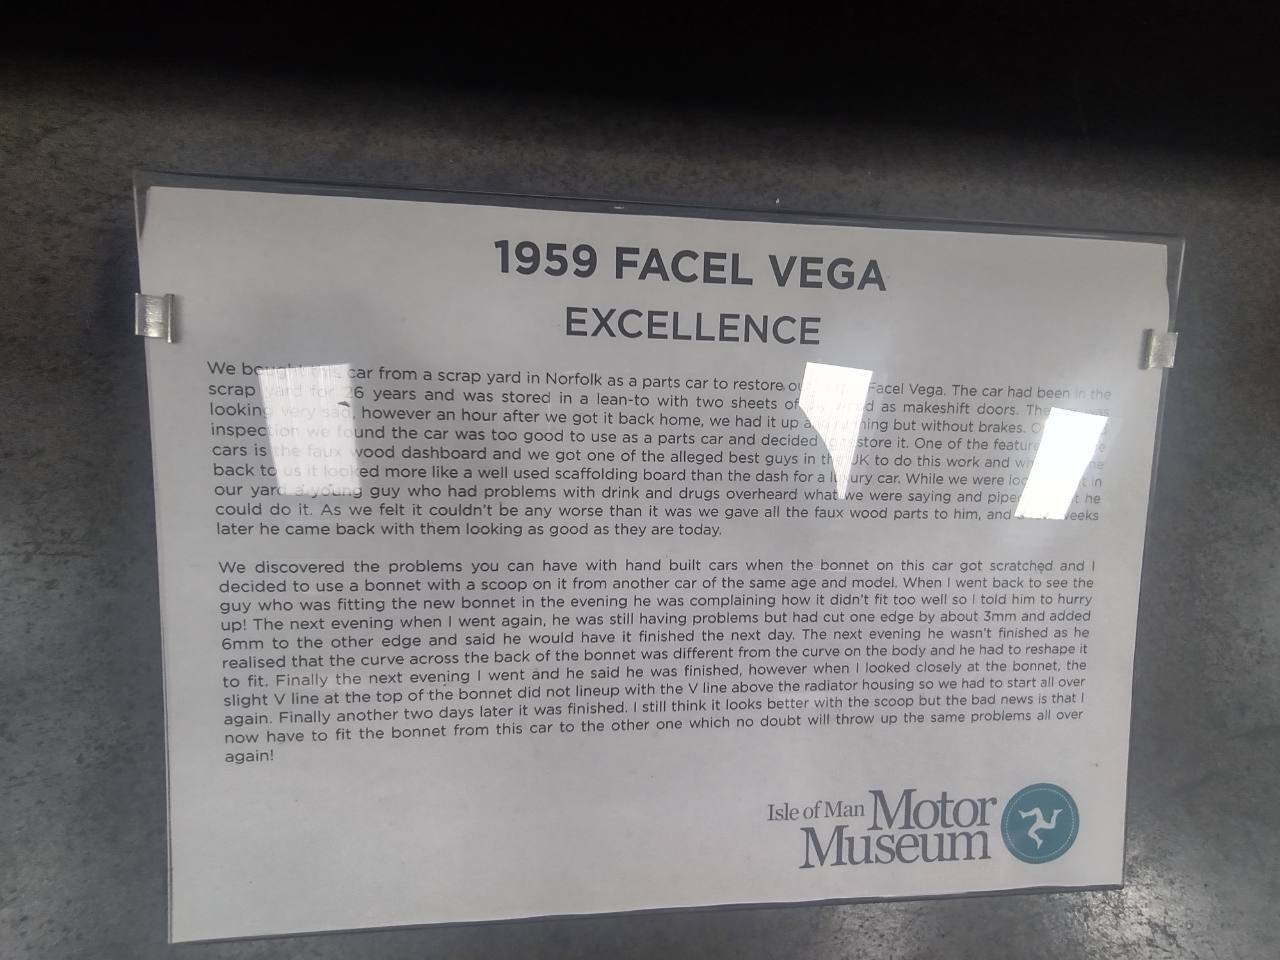 1959 FACEL VEGA
EXCELLENCE
We bought this car from a scrap yard in Norfolk as a parts car to restore Facel Vega. The car had been in the
scrap yard for 26 years and was stored in a lean-to with two sheets of as makeshift doors. The
looking very sad, however an hour after we got it back home, we had it up but without brakes.
inspection we found the car was too good to use as a parts car and decided restore it. One of the
cars is the faux wood dashboard and we got one of the alleged best guys in the UK to do this work and
back to us it looked more like a well used scaffolding board than the dash for a luxury car. While we were in
our yard a young guy who had problems with drink and drugs overheard what we were saying and he
could do it. As we felt it couldn't be any worse than it was we gave all the faux wood parts to him, and weeks
later he came back with them looking as good as they are today.
We discovered the problems you can have with hand built cars when the bonnet on this car got scratched and I
decided to use a bonnet with a scoop on it from another car of the same age and model. When I went back to see the
guy who was fitting the new bonnet in the evening he was complaining how it didn't fit too well so I told him to hurry
up! The next evening when I went again, he was still having problems but had cut one edge by about 3mm and added
6mm to the other edge and said he would have it finished the next day. The next evening he wasn't finished as he
realised that the curve across the back of the bonnet was different from the curve on the body and he had to reshape it
to fit. Finally the next evening I went and he said he was finished, however when I looked closely at the bonnet, the
slight V line at the top of the bonnet did not lineup with the V line above the radiator housing so we had to start all over
again. Finally another two days later it was finished. I still think it looks better with the scoop but the bad news is that I
now have to fit the bonnet from this car to the other one which no doubt will throw up the same problems all over
again!
Isle of Man Motor
Museum